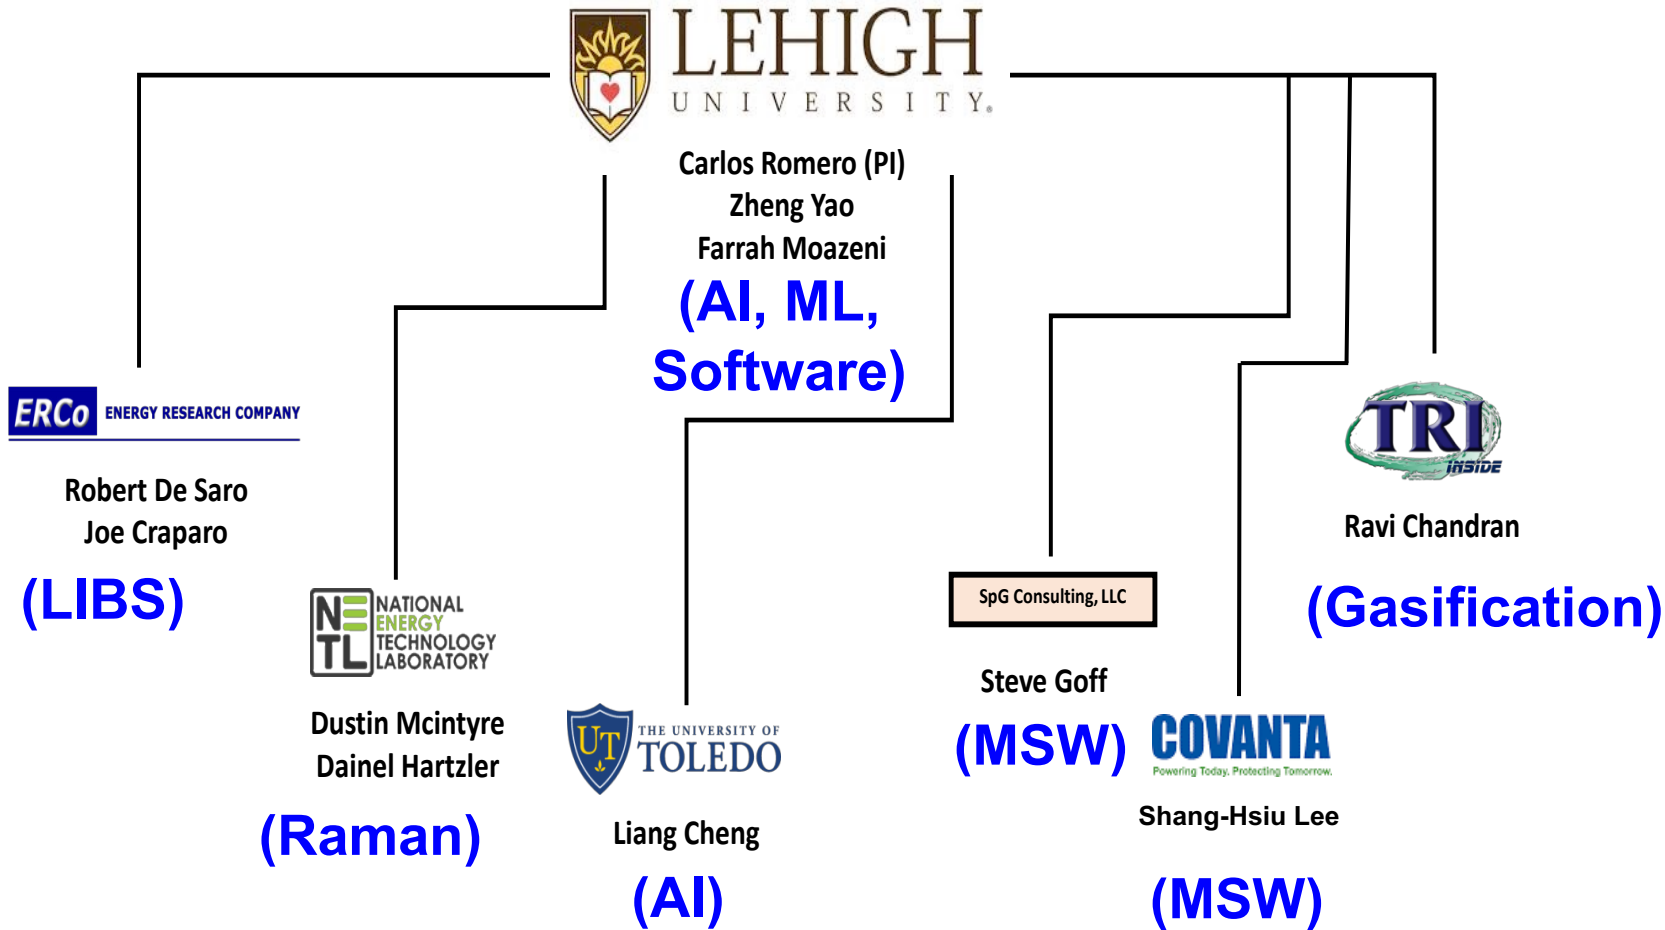 LEHIGH
UNIVERSITY.
Carlos Romero (PI)
Zheng Yao
Farrah Moazeni
(AI, ML,
Software)
ERCo ENERGY RESEARCH COMPANY
Robert De Saro
Joe Craparo
(LIBS)
NE
TL
NATIONAL
ENERGY
TECHNOLOGY
LABORATORY
Dustin Mcintyre
Dainel Hartzler
(Raman)
UT
THE UNIVERSITY OF
TOLEDO
Liang Cheng
(AI)
SpG Consulting, LLC
Steve Goff
(MSW)
COVANTA
Powering Today. Protecting Tomorrow.
Shang-Hsiu Lee
(MSW)
TRI
INSIDE
Ravi Chandran
(Gasification)